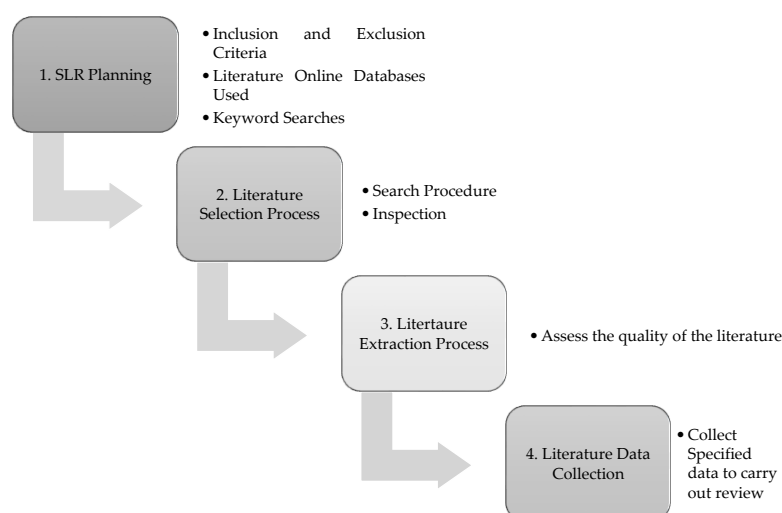 1. SLR Planning
• Inclusion and Exclusion
Criteria
• Literature Online Databases
Used
• Keyword Searches
2. Literature
Selection Process
• Search Procedure
• Inspection
3. Litertaure
Extraction Process
• Assess the quality of the literature
4. Literature Data
Collection
• Collect
Specified
data to carry
out review